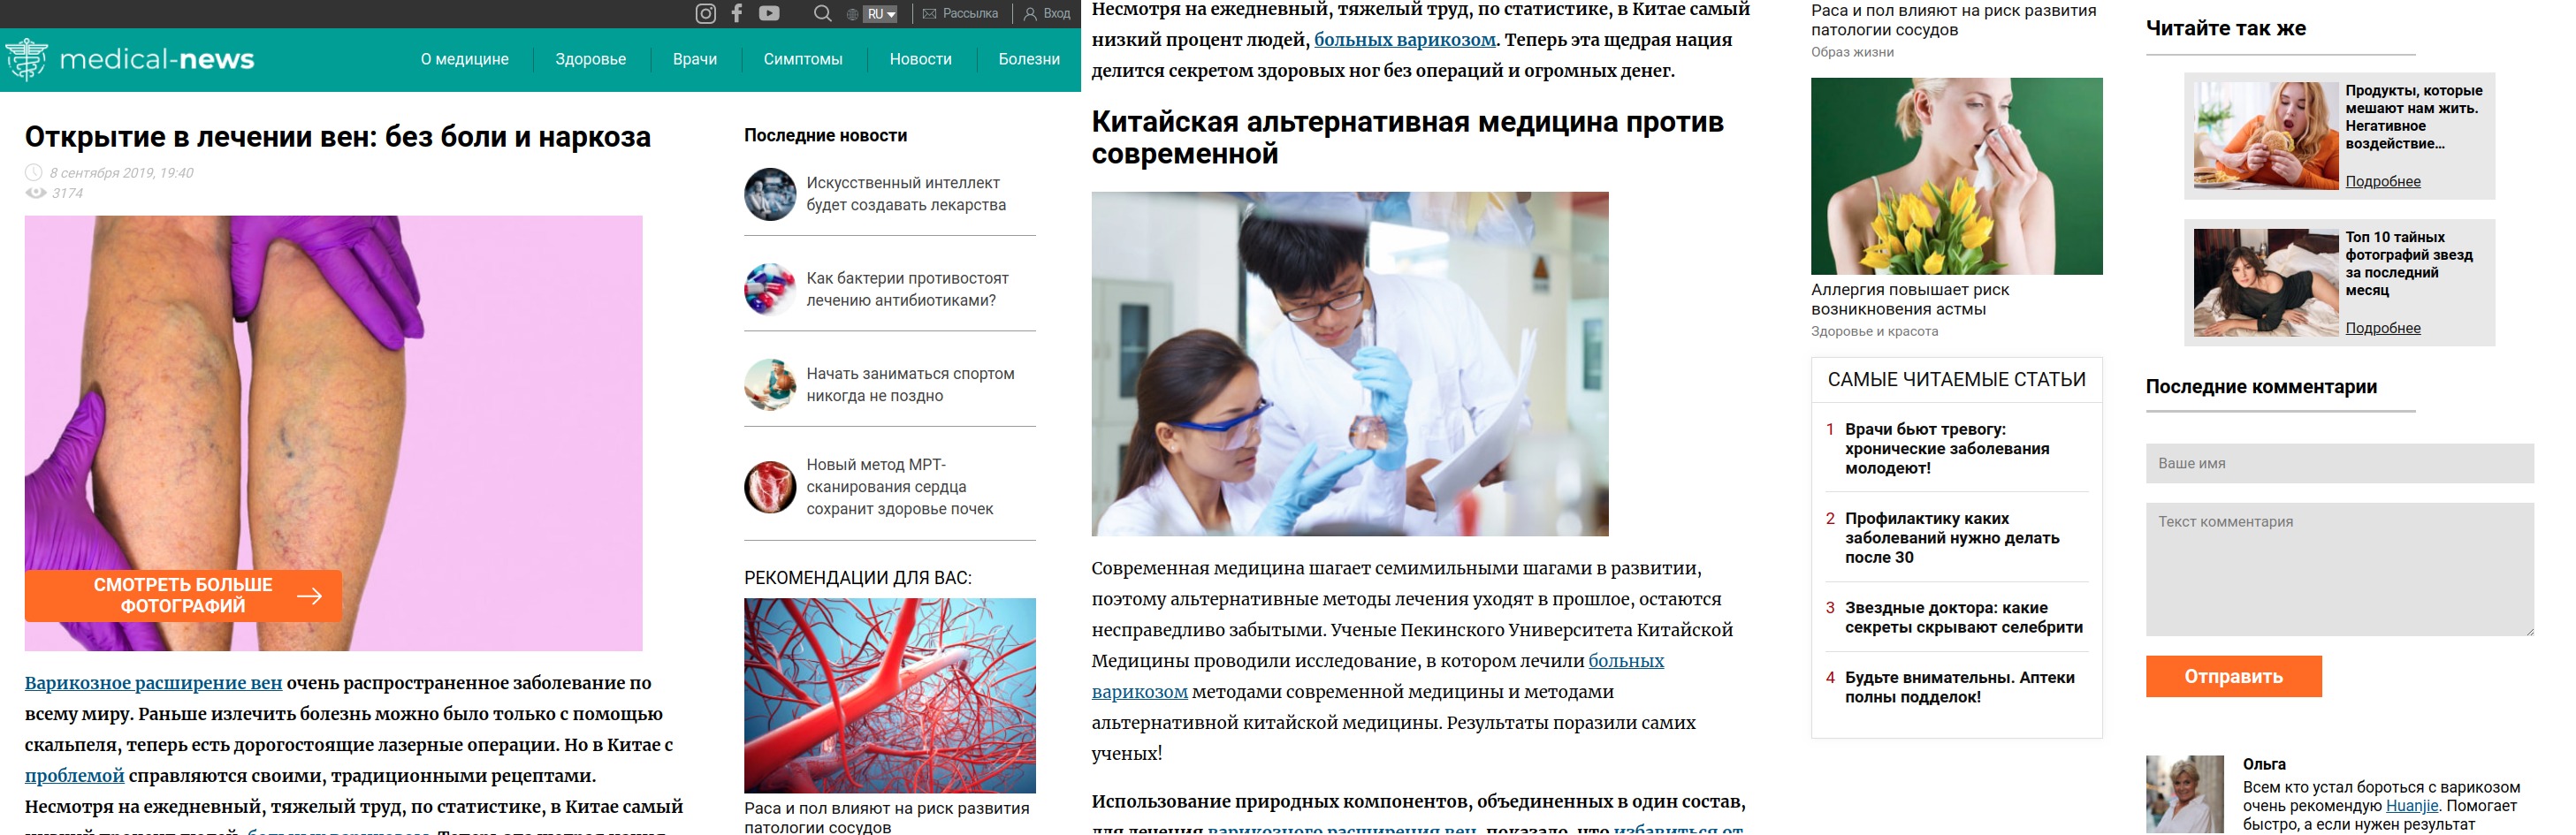 RU
Рассылка
Вход
medical-news
О медицине
Здоровье
Врачи
Симптомы
Новости
Болезни
Открытие в лечении вен: без боли и наркоза
8 сентября 2019, 19:40
3174
СМОТРЕТЬ БОЛЬШЕ
ФОТОГРАФИЙ
Варикозное расширение вен очень распространенное заболевание по
всему миру. Раньше излечить болезнь можно было только с помощью
скальпеля, теперь есть дорогостоящие лазерные операции. Но в Китае с
проблемой справляются своими, традиционными рецептами.
Несмотря на ежедневный, тяжелый труд, по статистике, в Китае самый
Последние новости
Искусственный интеллект
будет создавать лекарства
Как бактерии противостоят
лечению антибиотиками?
Начать заниматься спортом
никогда не поздно
Новый метод МРТ-
сканирования сердца
сохранит здоровье почек
РЕКОМЕНДАЦИИ ДЛЯ ВАС:
Раса и пол влияют на риск развития
патологии сосудов
Несмотря на ежедневный, тяжелый труд, по статистике, в Китае самый
низкий процент людей, больных варикозом. Теперь эта щедрая нация
делится секретом здоровых ног без операций и огромных денег.
Китайская альтернативная медицина против
современной
Современная медицина шагает семимильными шагами в развитии,
поэтому альтернативные методы лечения уходят в прошлое, остаются
несправедливо забытыми. Ученые Пекинского Университета Китайской
Медицины проводили исследование, в котором лечили больных
варикозом методами современной медицины и методами
альтернативной китайской медицины. Результаты поразили самих
ученых!
Использование природных компонентов, объединенных в один состав,
для лечения варикозного расширения вен, показало, что избавиться от
Раса и пол влияют на риск развития
патологии сосудов
Образ жизни
Аллергия повышает риск
возникновения астмы
Здоровье и красота
САМЫЕ ЧИТАЕМЫЕ СТАТЬИ
1 Врачи бьют тревогу:
хронические заболевания
молодеют!
2 Профилактику каких
заболеваний нужно делать
после 30
3 Звездные доктора: какие
секреты скрывают селебрити
4 Будьте внимательны. Аптеки
полны подделок!
Читайте так же
Продукты, которые
мешают нам жить.
Негативное
воздействие…
Подробнее
Топ 10 тайных
фотографий звезд
за последний
месяц
Подробнее
Последние комментарии
Ваше имя
Текст комментария
Отправить
Ольга
Всем кто устал бороться с варикозом
очень рекомендую Huanjie. Помогает
быстро, а если нужен результат